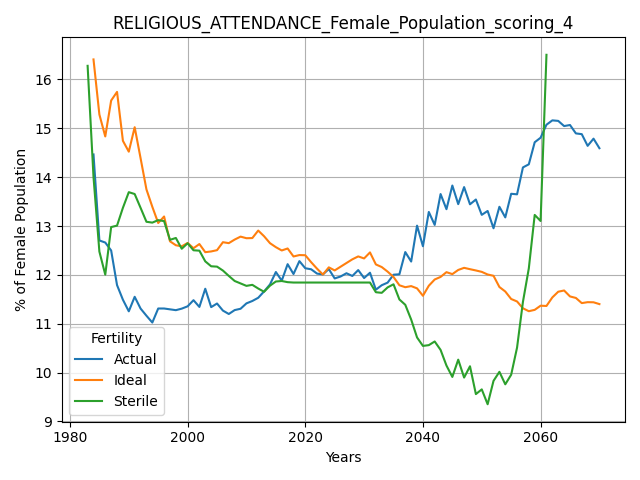 RELIGIOUS_ATTENDANCE_Female_Population_scoring_4
% of Female Population
16
15
14
13
12
11
10
9
Fertility
Actual
Ideal
Sterile
1980
2000
2020
2040
2060
Years